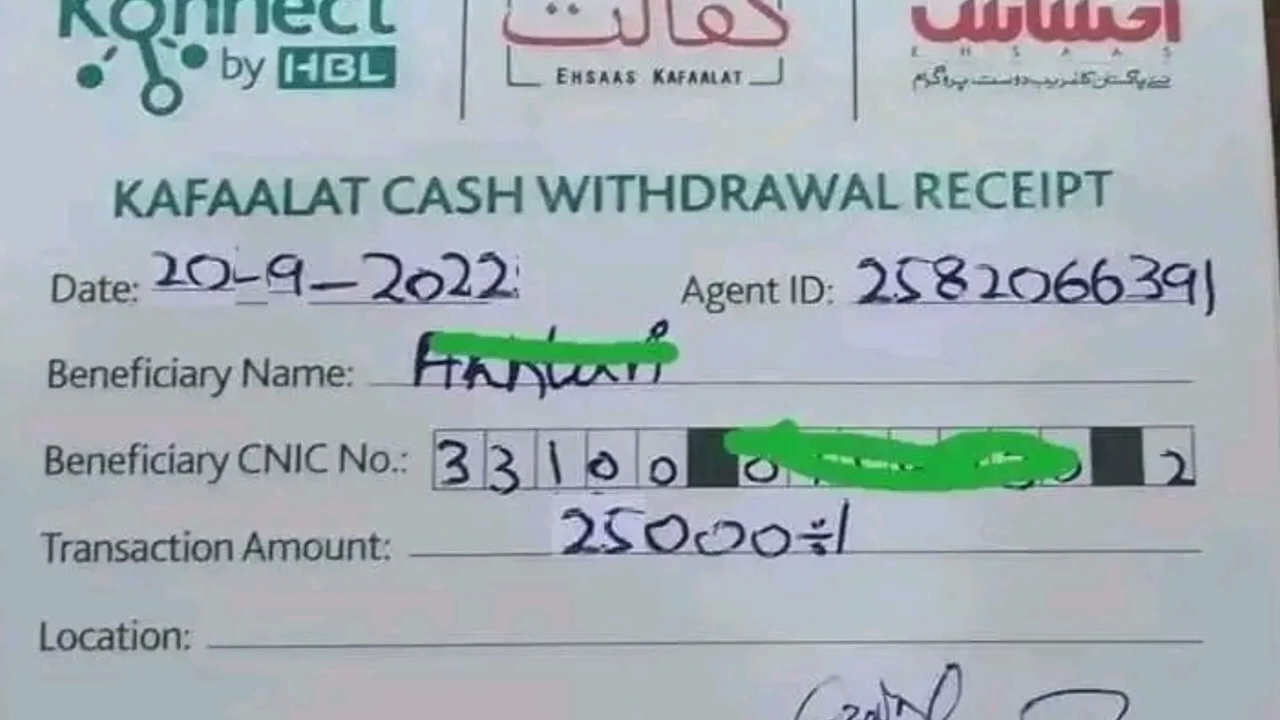 Konnect
by HBL
کفالت
EHSAAS KAFAALAT
احساس
EHSAAS
KAFAALAT CASH WITHDRAWAL RECEIPT
Date: 20-9-2022 Agent ID: 2582066391
Beneficiary Name:
Beneficiary CNIC No.: 33100 0 2
Transaction Amount: 25000÷/
Location: